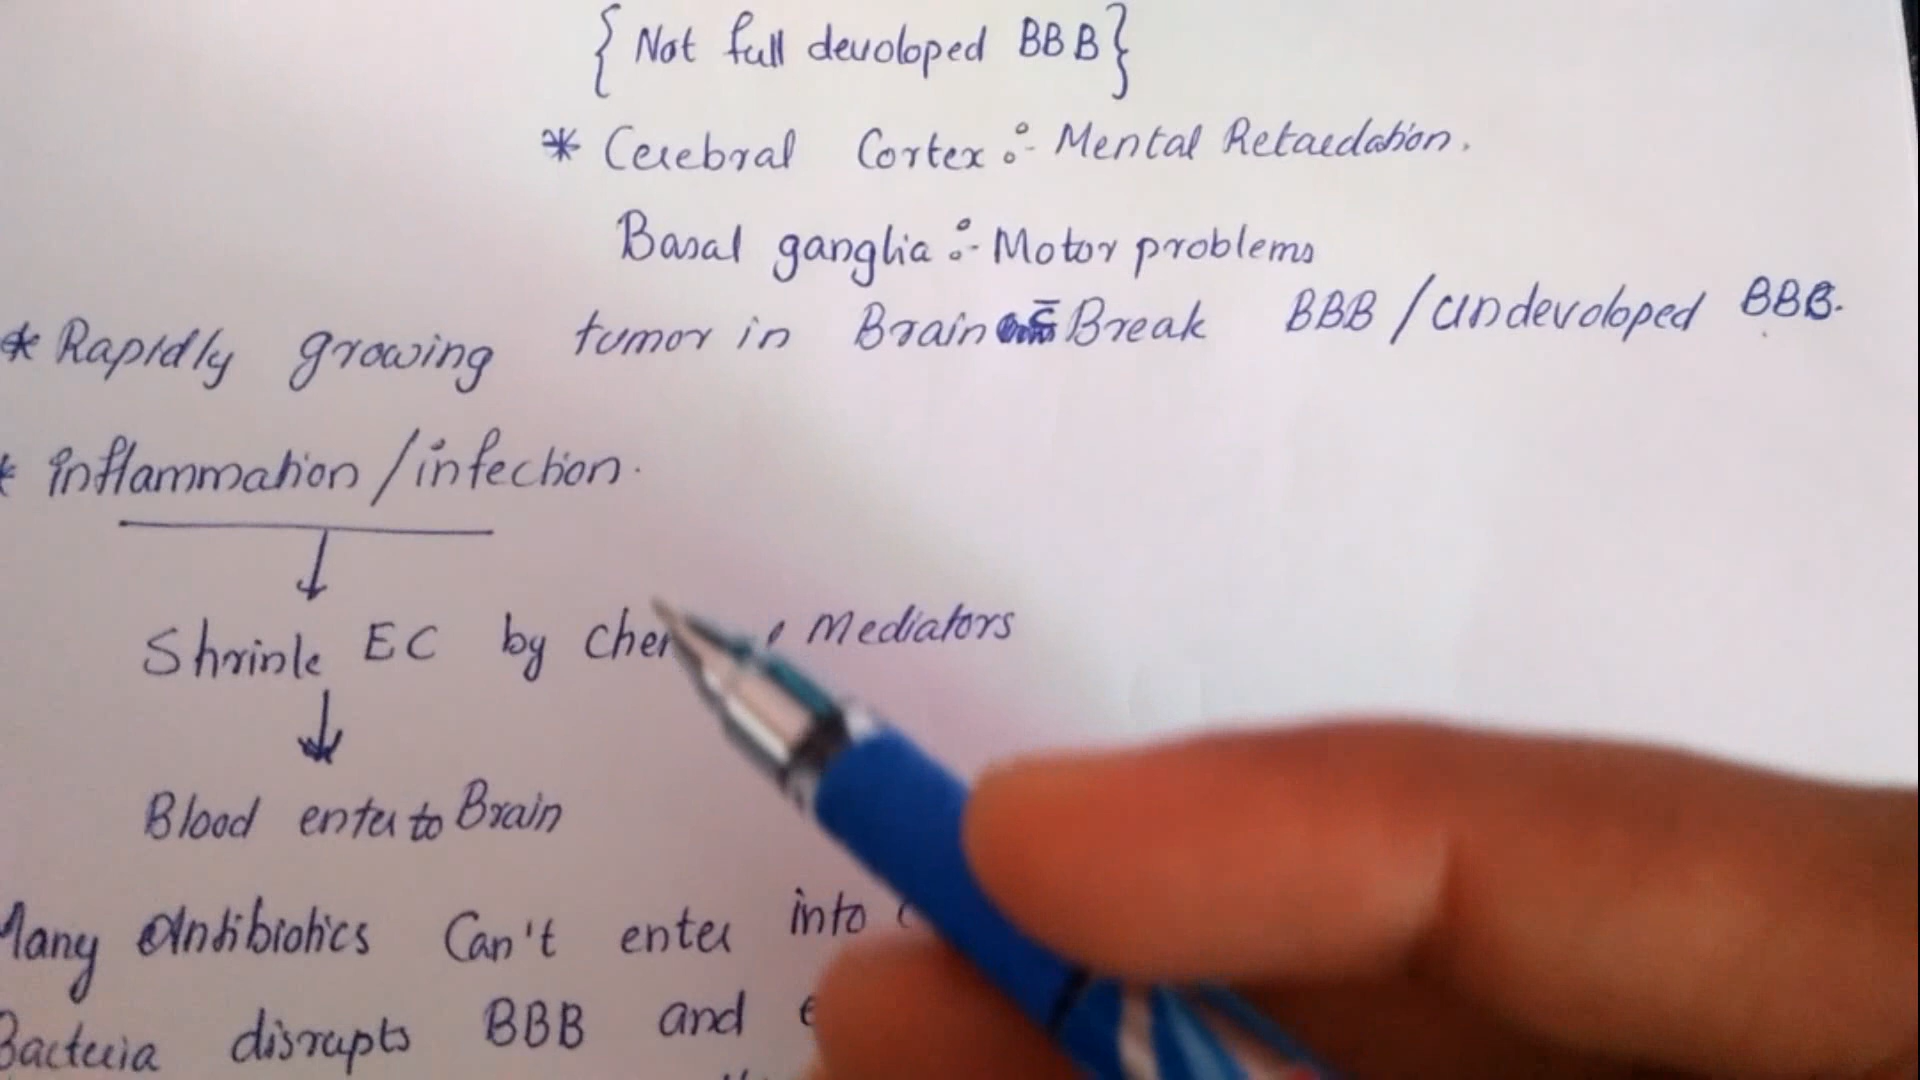 { Not full devoloped BBB }
* Cerebral Cortex :- Mental Retardation.
Basal ganglia :- Motor problems
* Rapidly growing tumor in Brain Break BBB / undevoloped BBB.
* inflammation / infection.
Shrink EC by Mediators
Blood enter to Brain
Many Antibiotics Can't enter into
Bacteria disrupts BBB and